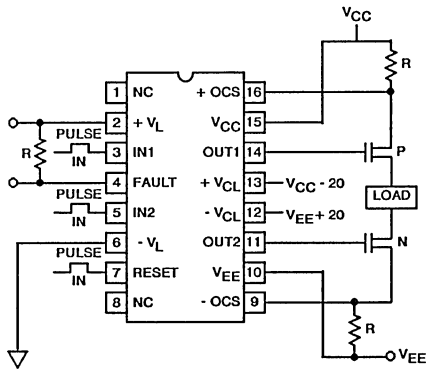 VCC
R
1 NC + OCS 16
2 + VL VCC 15
PULSE
R IN 3 IN1 OUT1 14 P
4 FAULT + VCL 13 VCC - 20
LOAD
PULSE
IN 5 IN2 - VCL 12 VEE + 20
6 - VL OUT2 11 N
PULSE
IN 7 RESET VEE 10
8 NC - OCS 9
R
VEE